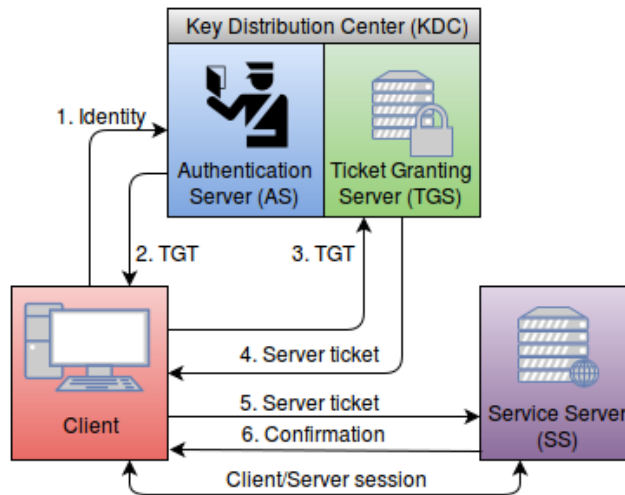 Key Distribution Center (KDC)
1. Identity
Authentication
Server (AS)
Ticket Granting
Server (TGS)
2. TGT
3. TGT
4. Server ticket
5. Server ticket
6. Confirmation
Client
Service Server
(SS)
Client/Server session